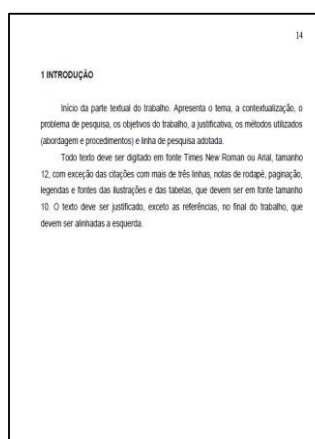 14
1 INTRODUÇÃO
Início da parte textual do trabalho. Apresenta o tema, a contextualização, o
problema de pesquisa, os objetivos do trabalho, a justificativa, os métodos utilizados
(abordagem e procedimentos) e linha de pesquisa adotada.
Todo texto deve ser digitado em fonte Times New Roman ou Arial, tamanho
12, com exceção das citações com mais de três linhas, notas de rodapé, paginação,
legendas e fontes das ilustrações e das tabelas, que devem ser em fonte tamanho
10. O texto deve ser justificado, exceto as referências, no final do trabalho, que
devem ser alinhadas a esquerda.